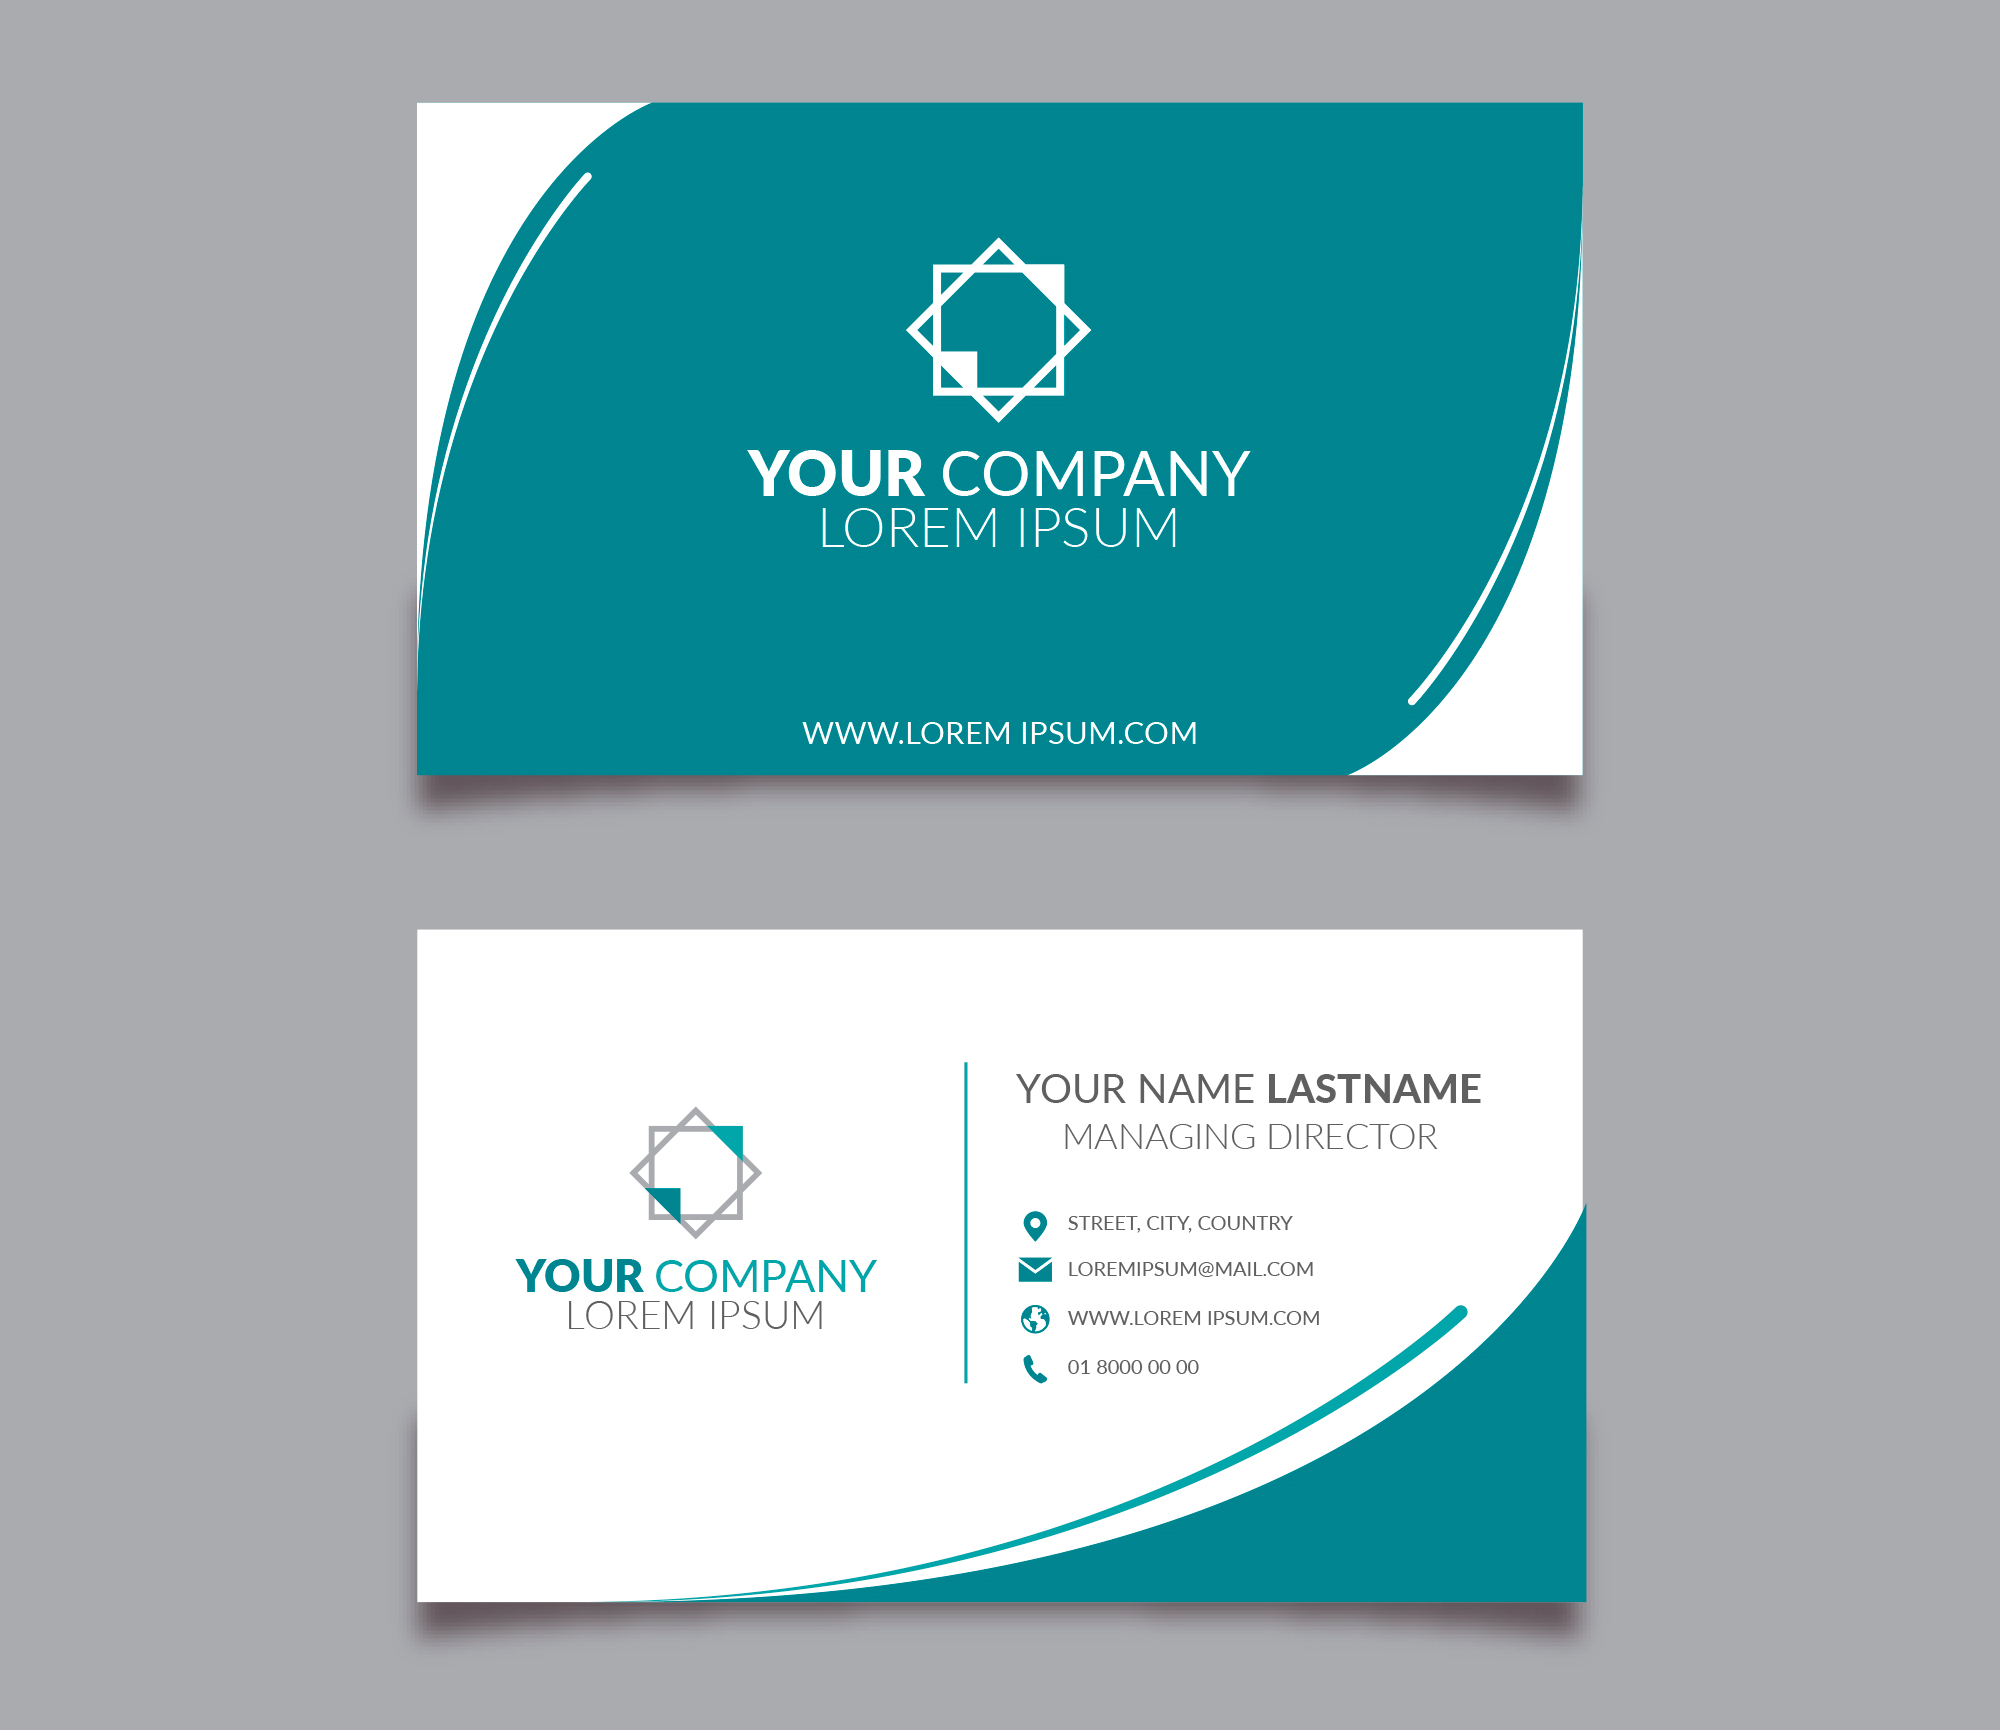 YOUR COMPANY
LOREM IPSUM
WWW.LOREM IPSUM.COM
YOUR COMPANY
LOREM IPSUM
YOUR NAME LASTNAME
MANAGING DIRECTOR
STREET, CITY, COUNTRY
LOREMIPSUM@MAIL.COM
WWW.LOREM IPSUM.COM
01 8000 00 00